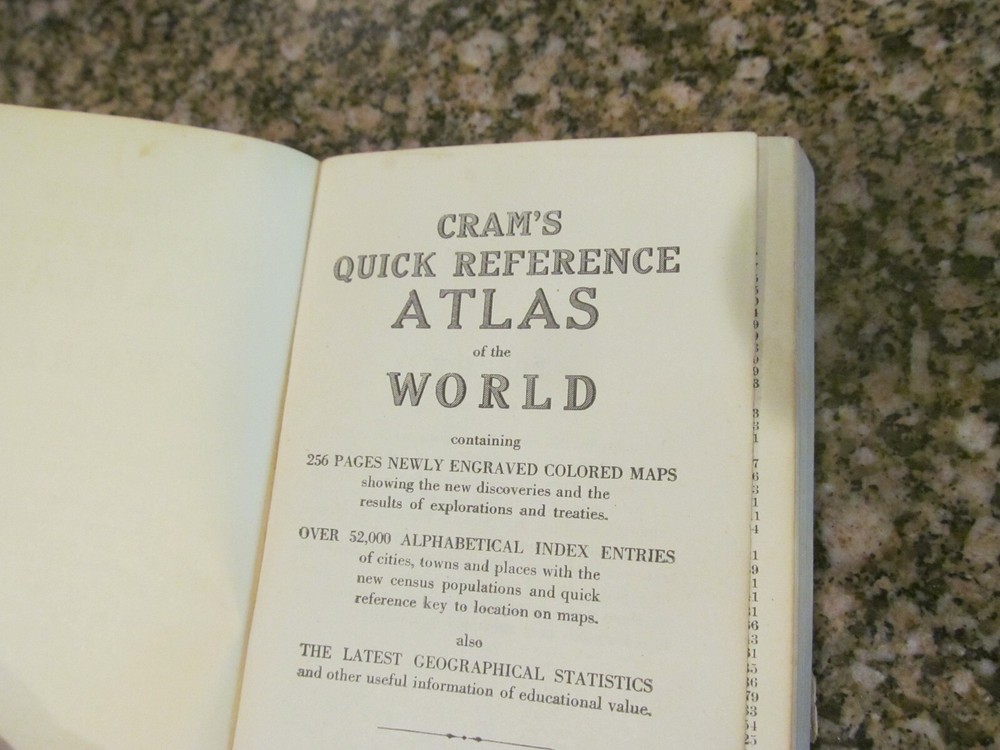 CRAM'S
QUICK REFERENCE
ATLAS
of the
WORLD
containing
256 PAGES NEWLY ENGRAVED COLORED MAPS
showing the new discoveries and the
results of explorations and treaties.
OVER 52,000 ALPHABETICAL INDEX ENTRIES
of cities, towns and places with the
new census populations and quick
reference key to location on maps.
also
THE LATEST GEOGRAPHICAL STATISTICS
and other useful information of educational value.